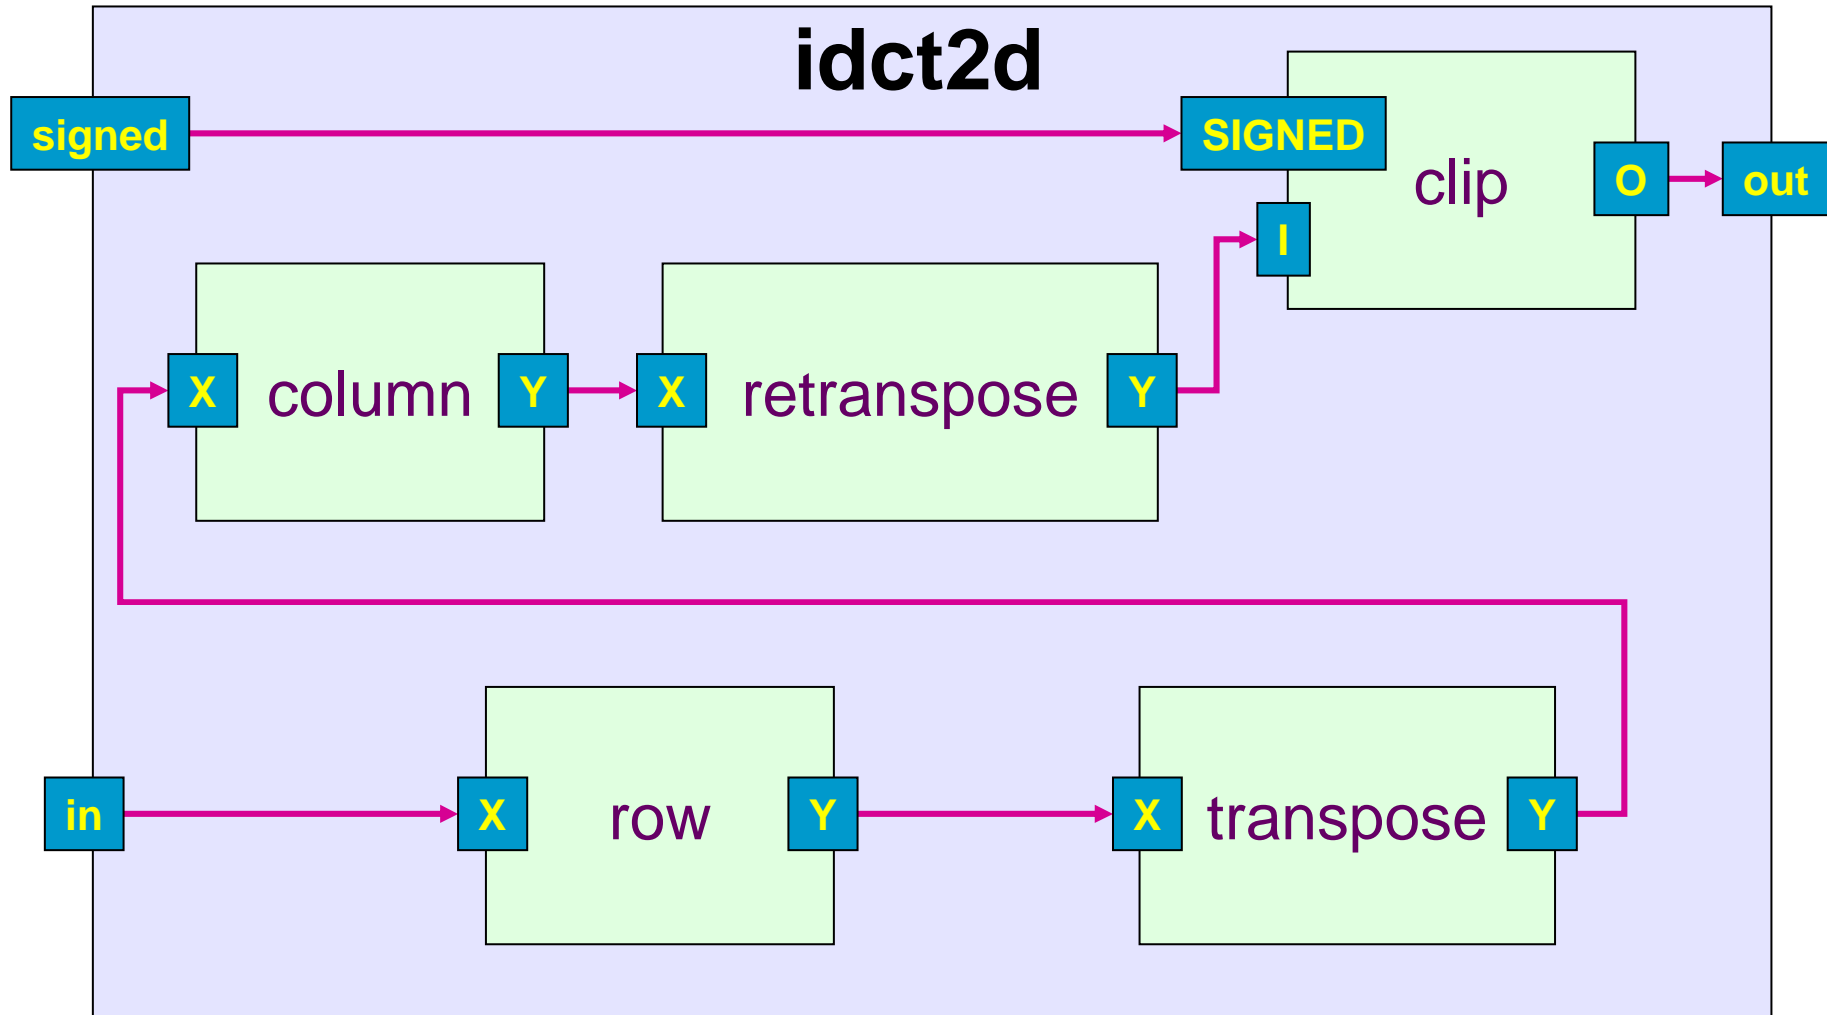 idct2d
signed
SIGNED
clip
O
out
I
X
column
Y
X
retranspose
Y
in
X
row
Y
X
transpose
Y